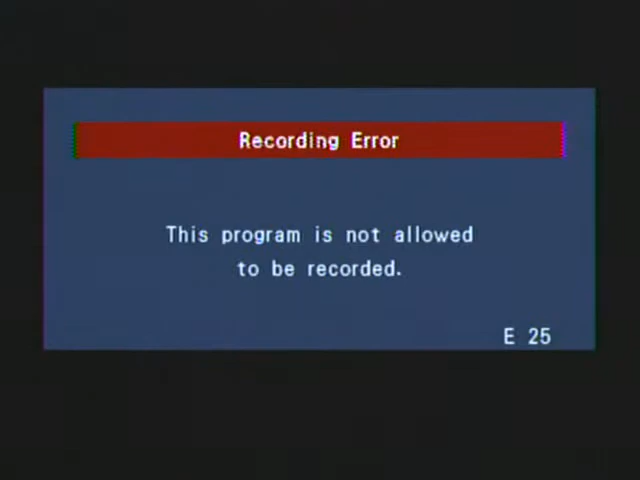 Recording Error
This program is not allowed
to be recorded.
E 25